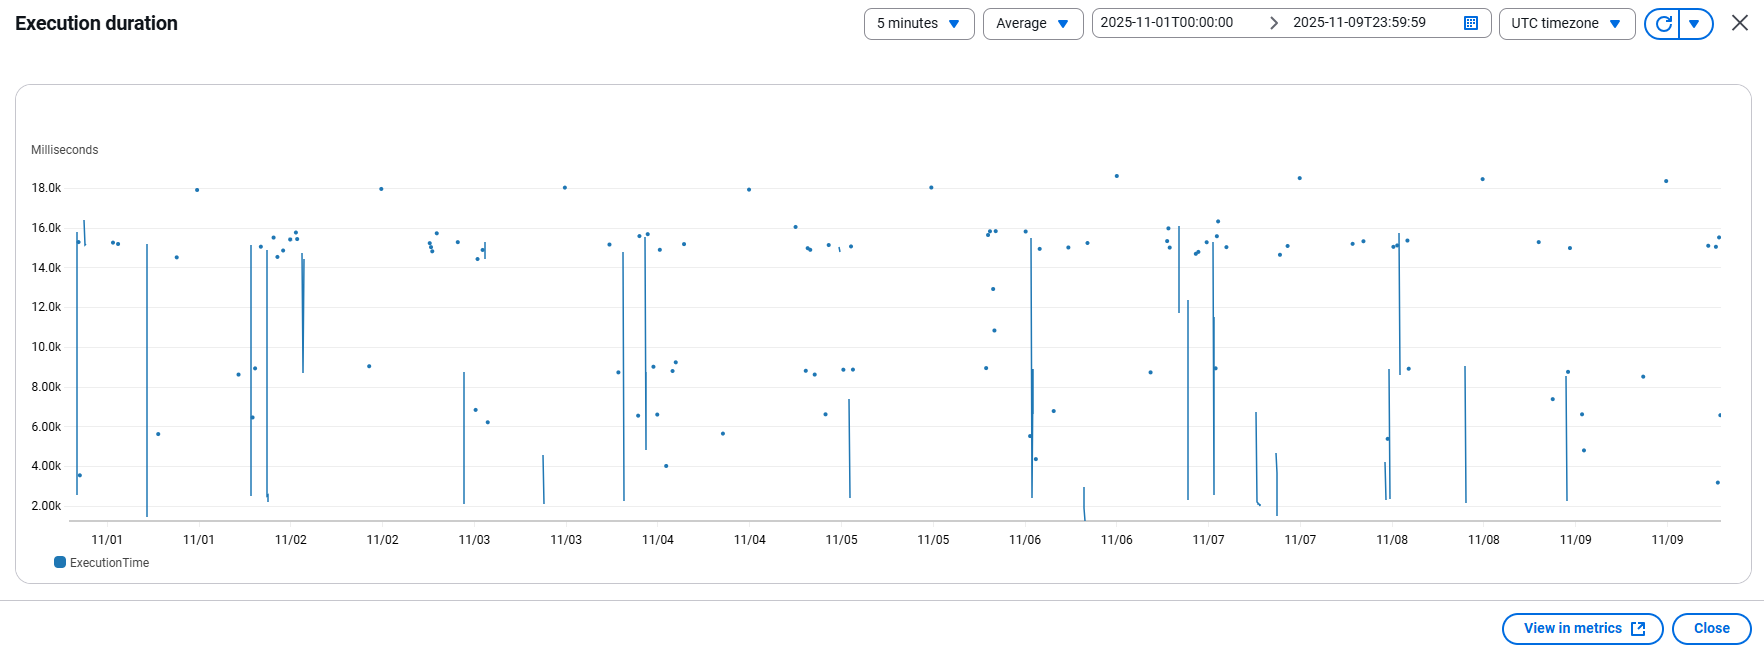 Execution duration
5 minutes
Average
2025-11-01T00:00:00
2025-11-09T23:59:59
UTC timezone
Milliseconds
18.0k
16.0k
14.0k
12.0k
10.0k
8.00k
6.00k
4.00k
2.00k
11/01 11/01 11/02 11/02 11/03 11/03 11/04 11/04 11/05 11/05 11/06 11/06 11/07 11/07 11/08 11/08 11/09 11/09
ExecutionTime
View in metrics
Close